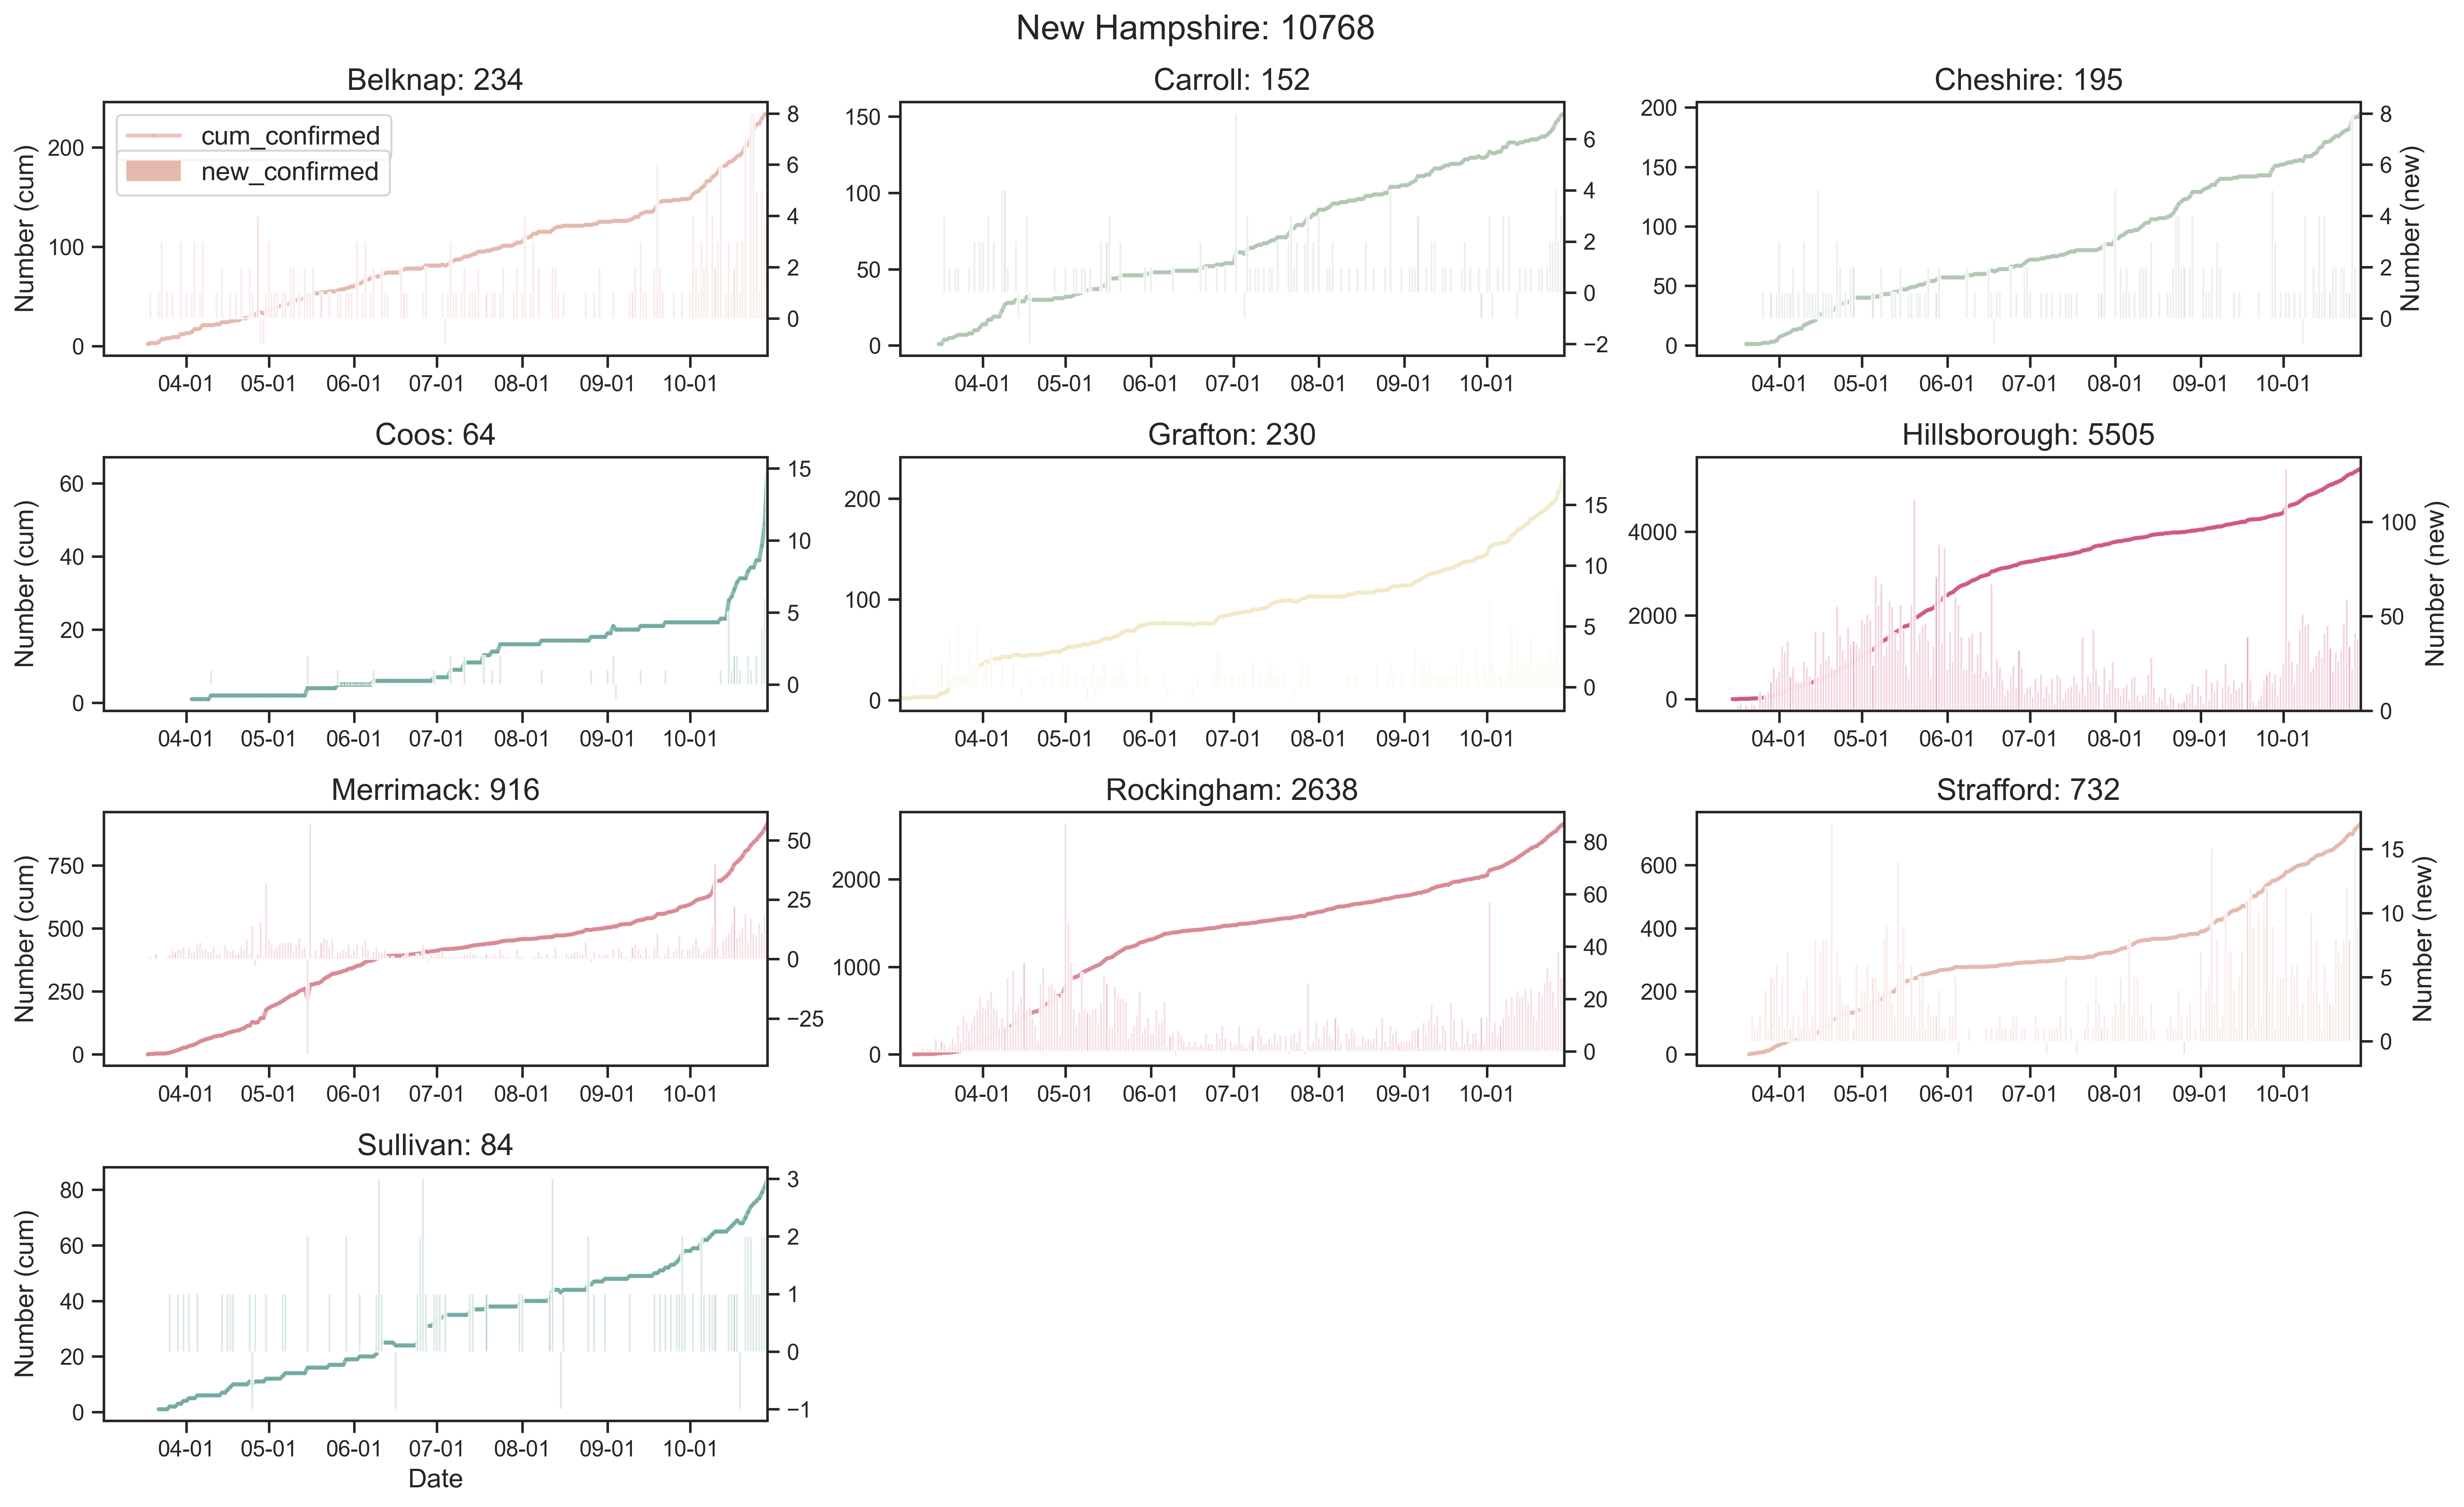 New Hampshire: 10768
Belknap: 234
Carroll: 152
Cheshire: 195
Number (cum)
200
100
0
cum_confirmed
new_confirmed
8
6
4
2
0
150
100
50
0
6
4
2
0
−2
200
150
100
50
0
8
6
4
2
0
Number (new)
04-01 05-01 06-01 07-01 08-01 09-01 10-01
04-01 05-01 06-01 07-01 08-01 09-01 10-01
04-01 05-01 06-01 07-01 08-01 09-01 10-01
Coos: 64
Grafton: 230
Hillsborough: 5505
Number (cum)
60
40
20
0
15
10
5
0
200
100
0
15
10
5
0
4000
2000
0
100
50
0
Number (new)
04-01 05-01 06-01 07-01 08-01 09-01 10-01
04-01 05-01 06-01 07-01 08-01 09-01 10-01
04-01 05-01 06-01 07-01 08-01 09-01 10-01
Merrimack: 916
Rockingham: 2638
Strafford: 732
Number (cum)
750
500
250
0
50
25
0
−25
2000
1000
0
80
60
40
20
0
600
400
200
0
15
10
5
0
Number (new)
04-01 05-01 06-01 07-01 08-01 09-01 10-01
04-01 05-01 06-01 07-01 08-01 09-01 10-01
04-01 05-01 06-01 07-01 08-01 09-01 10-01
Sullivan: 84
Number (cum)
80
60
40
20
0
3
2
1
0
−1
04-01 05-01 06-01 07-01 08-01 09-01 10-01
Date